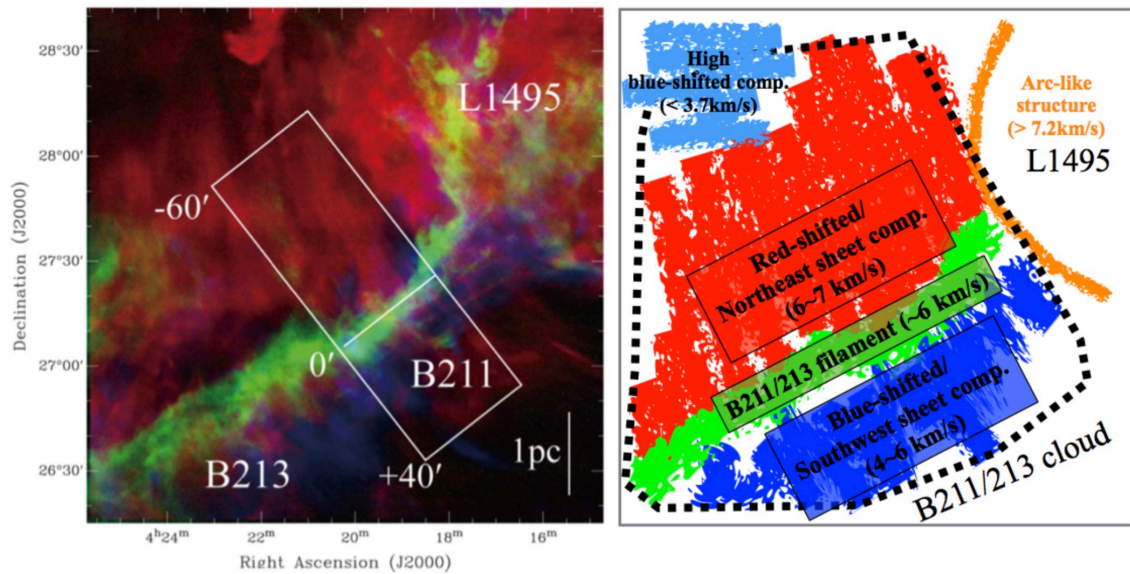 28°30′
28°00′
27°30′
27°00′
26°30′
Declination (J2000)
L1495
-60′
0′
B211
1pc
B213
+40′
4ʰ24ᵐ
22ᵐ
20ᵐ
18ᵐ
16ᵐ
Right Ascension (J2000)
High
blue-shifted comp.
(< 3.7km/s)
Arc-like
structure
(> 7.2km/s)
L1495
Red-shifted/
Northeast sheet comp.
(6~7 km/s)
B211/213 filament (~6 km/s)
Blue-shifted/
Southwest sheet comp.
(4~6 km/s)
B211/213 cloud